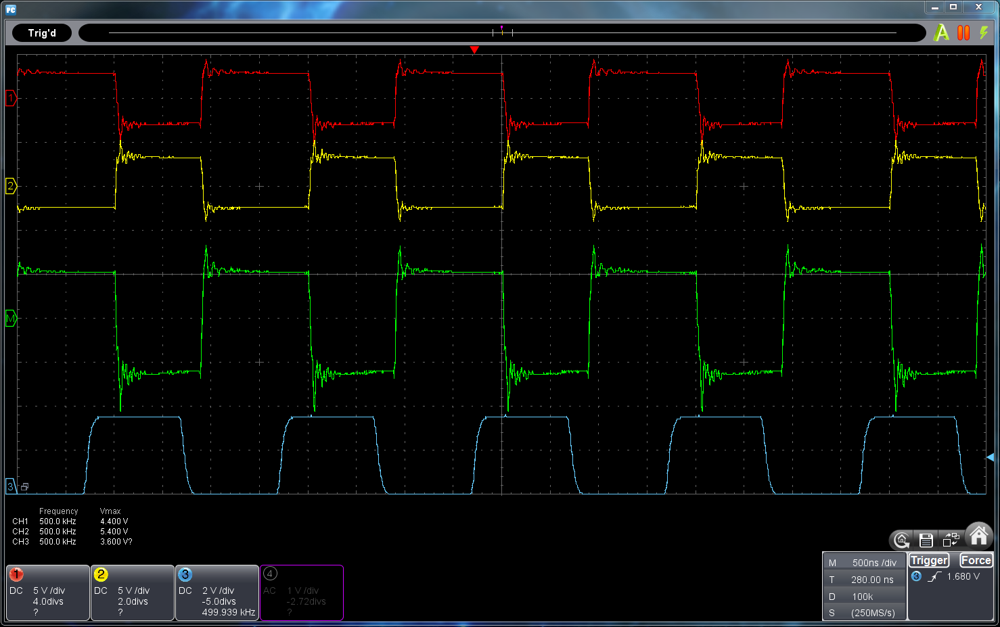 PC
Trig'd
A
1
2
M
3
Frequency Vmax
CH1 500.0 kHz 4.400 V
CH2 500.0 kHz 5.400 V
CH3 500.0 kHz 3.600 V?
1
DC 5 V /div
4.0divs
?
2
DC 5 V /div
2.0divs
?
3
DC 2 V /div
-5.0divs
499.939 kHz
4
AC 1 V /div
-2.72divs
?
M 500ns /div
T 280.00 ns
D 100k
S (250MS/s)
Trigger Force
3 1.680 V